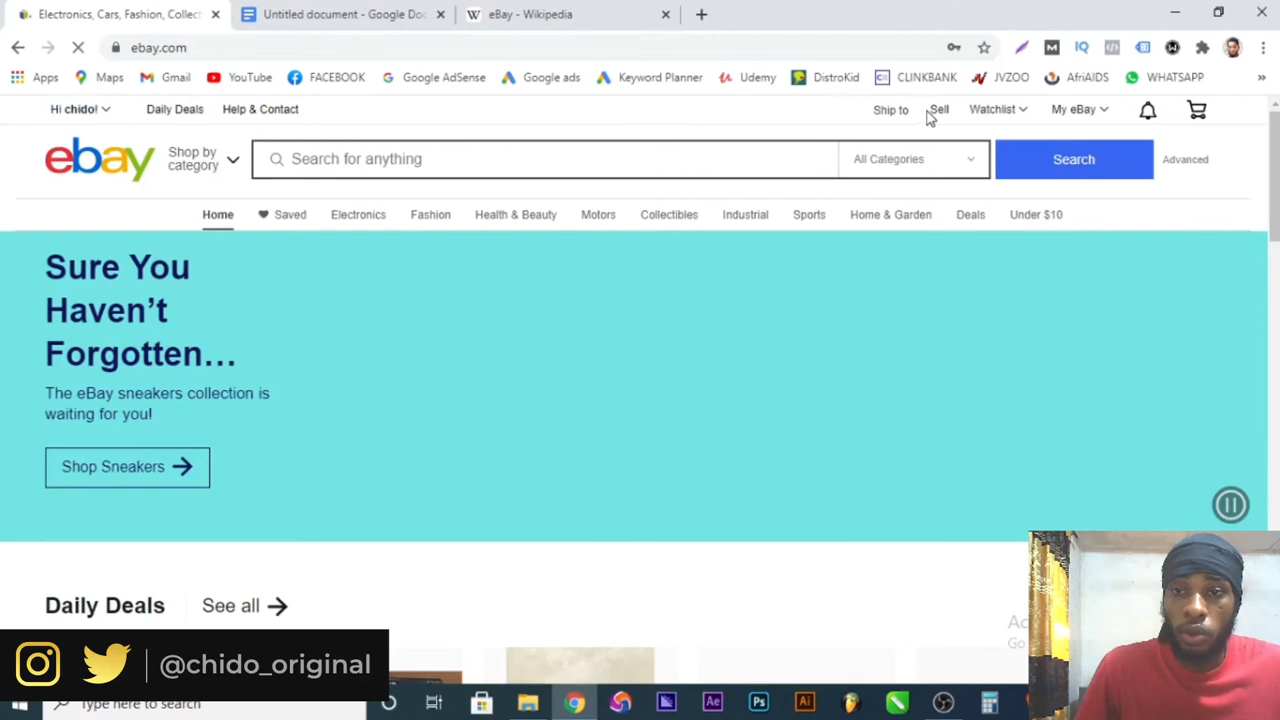 Electronics, Cars, Fashion, Collect
Untitled document - Google Doc
W eBay - Wikipedia
ebay.com
Apps Maps Gmail YouTube FACEBOOK Google AdSense Google ads Keyword Planner Udemy DistroKid CLINKBANK JVZOO AfriAIDS WHATSAPP
Hi chido! Daily Deals Help & Contact Ship to Sell Watchlist My eBay
ebay Shop by category Search for anything All Categories Search Advanced
Home Saved Electronics Fashion Health & Beauty Motors Collectibles Industrial Sports Home & Garden Deals Under $10
Sure You
Haven't
Forgotten...
The eBay sneakers collection is
waiting for you!
Shop Sneakers
Daily Deals See all
Go
@chido_original
Type here to search
Ae Ps Ai